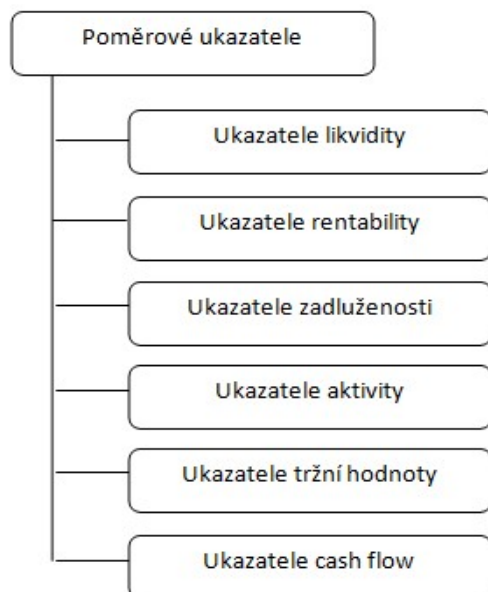 Poměrové ukazatele
Ukazatele likvidity
Ukazatele rentability
Ukazatele zadluženosti
Ukazatele aktivity
Ukazatele tržní hodnoty
Ukazatele cash flow